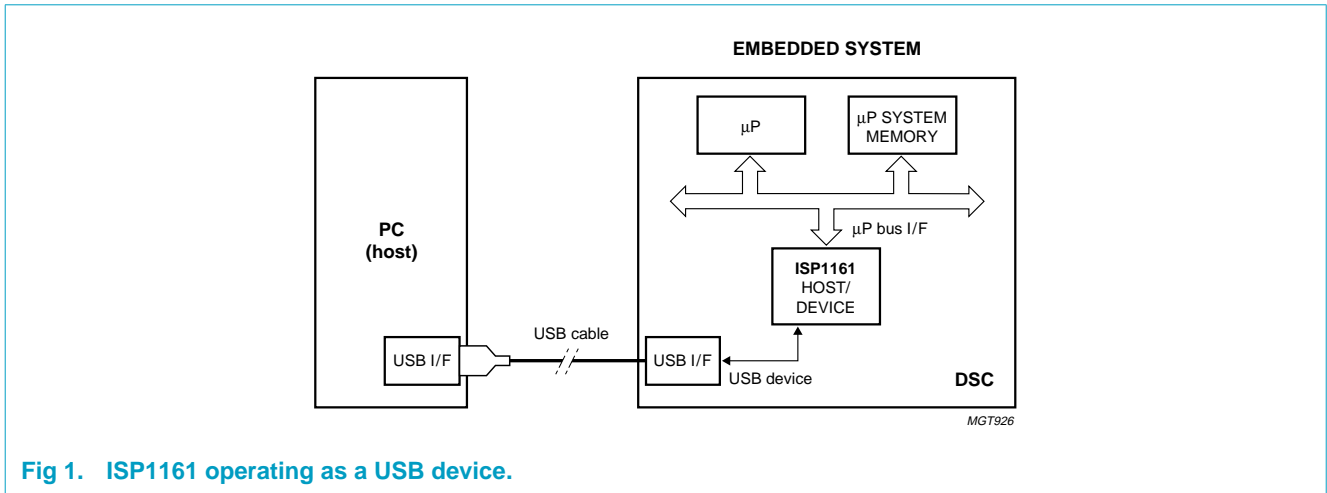 EMBEDDED SYSTEM
µP
µP SYSTEM
MEMORY
PC
(host)
µP bus I/F
ISP1161
HOST/
DEVICE
USB cable
USB I/F
USB I/F
USB device
DSC
MGT926
Fig 1. ISP1161 operating as a USB device.